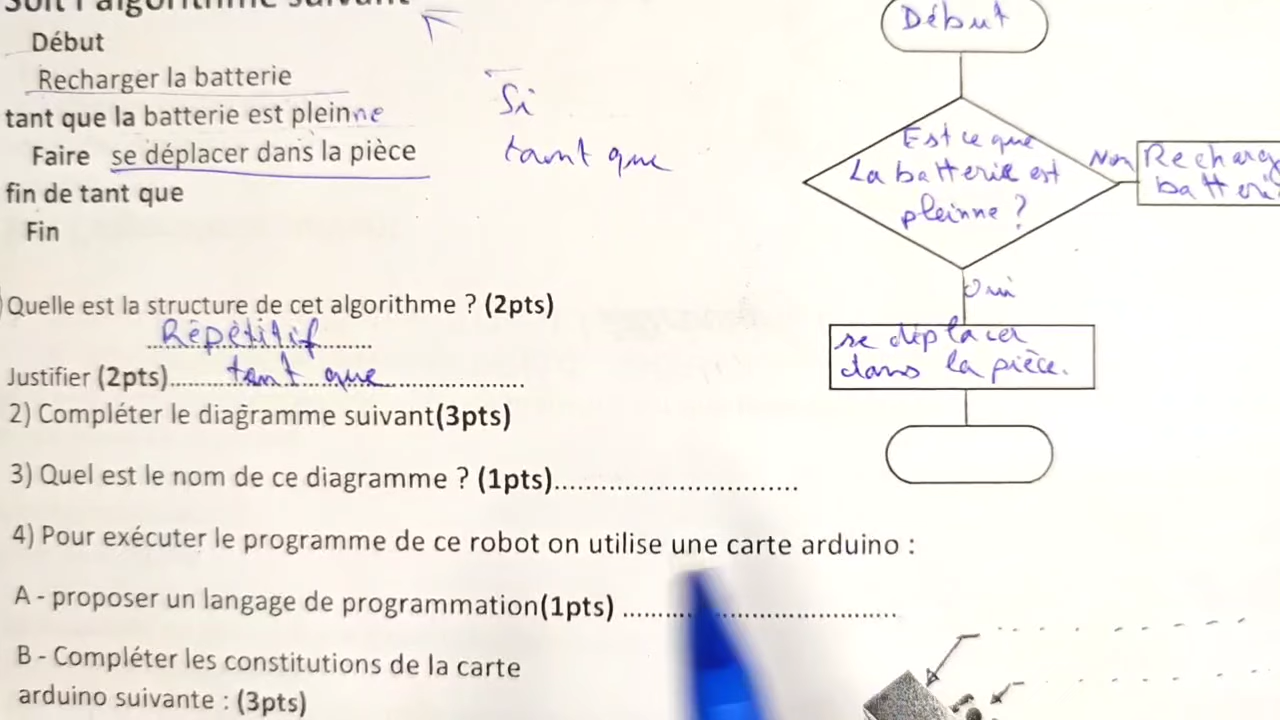 Soit l'algorithme suivant
Début
Recharger la batterie
tant que la batterie est pleinne
Faire se déplacer dans la pièce
fin de tant que
Fin
Si
tant que
Début
Est ce que
la batterie est
pleinne ?
Non
Recharg
batteri
Oui
se déplacer
dans la pièce.
Quelle est la structure de cet algorithme ? (2pts)
Répétitif
Justifier (2pts)......... tant que .....................
2) Compléter le diagramme suivant(3pts)
3) Quel est le nom de ce diagramme ? (1pts)................................
4) Pour exécuter le programme de ce robot on utilise une carte arduino :
A - proposer un langage de programmation(1pts) ....................................
B - Compléter les constitutions de la carte
arduino suivante : (3pts)